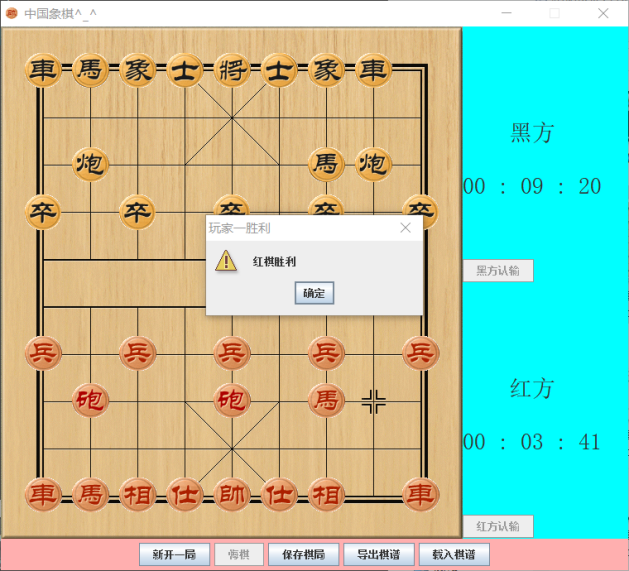 中国象棋^_^
車 馬 象 士 將 士 象 車
黑方
炮 馬 炮
00 : 09 : 20
卒 卒 卒 卒 卒
玩家一胜利
红棋胜利
黑方认输
确定
兵 兵 兵 兵 兵
红方
砲 砲 馬
00 : 03 : 41
車 馬 相 仕 帥 仕 相 車
红方认输
新开一局 悔棋 保存棋局 导出棋谱 载入棋谱